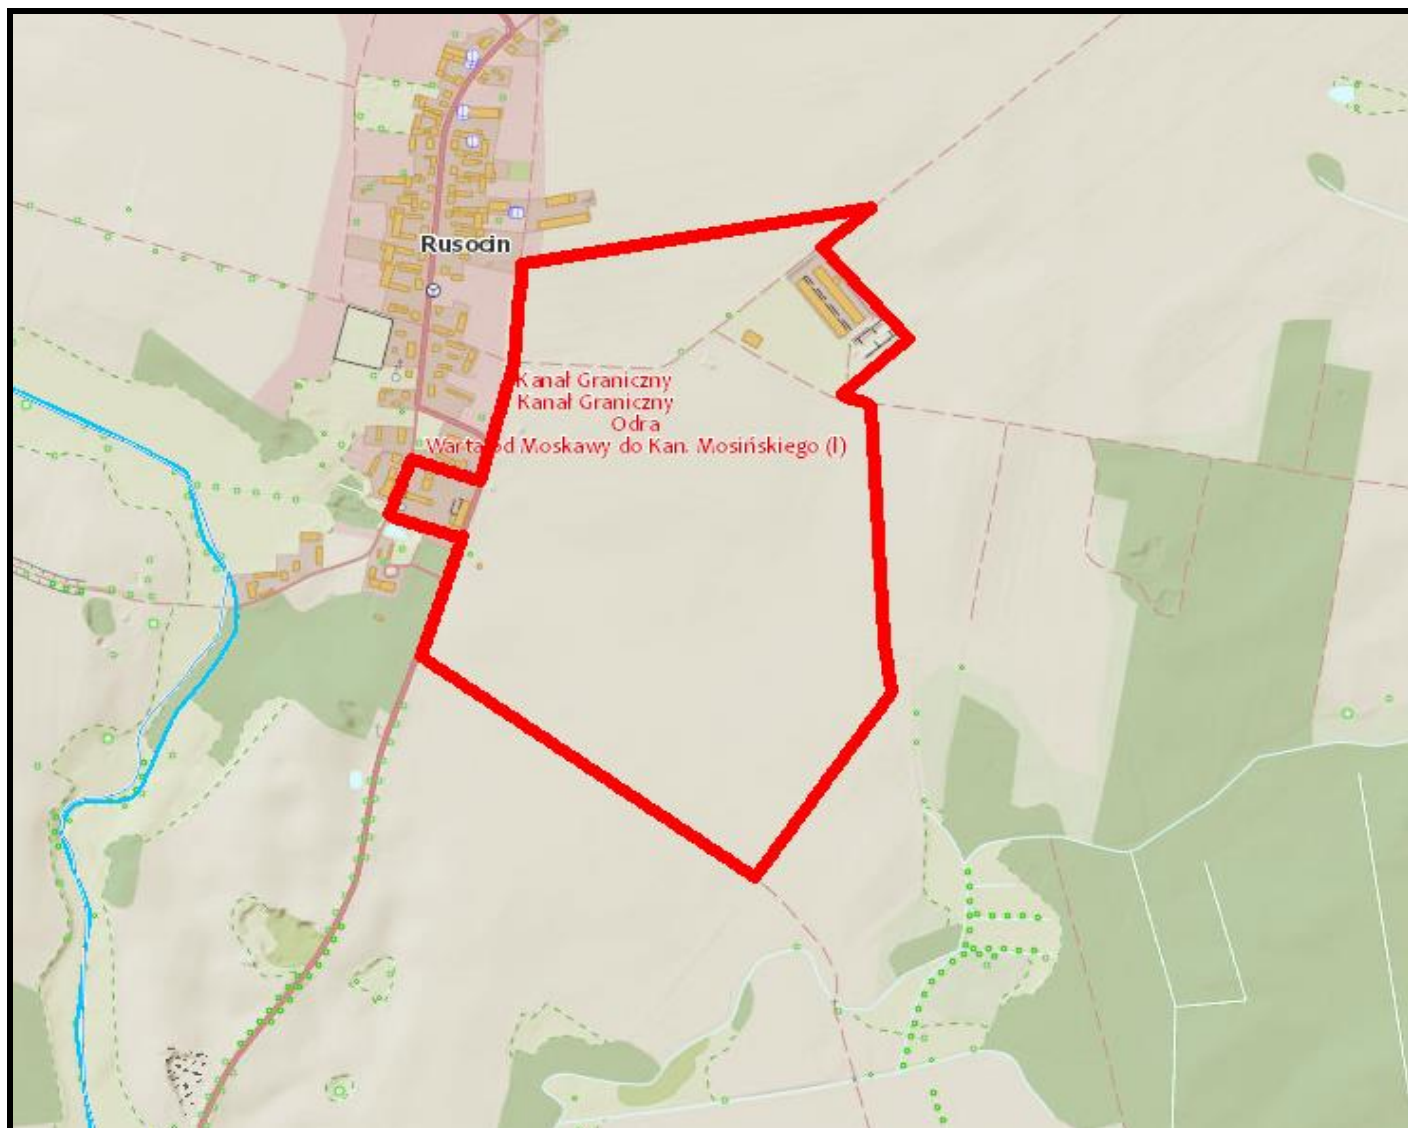 Rusocin
Kanał Graniczny
Kanał Graniczny
Odra
Warta od Moskawy do Kan. Mosińskiego (l)